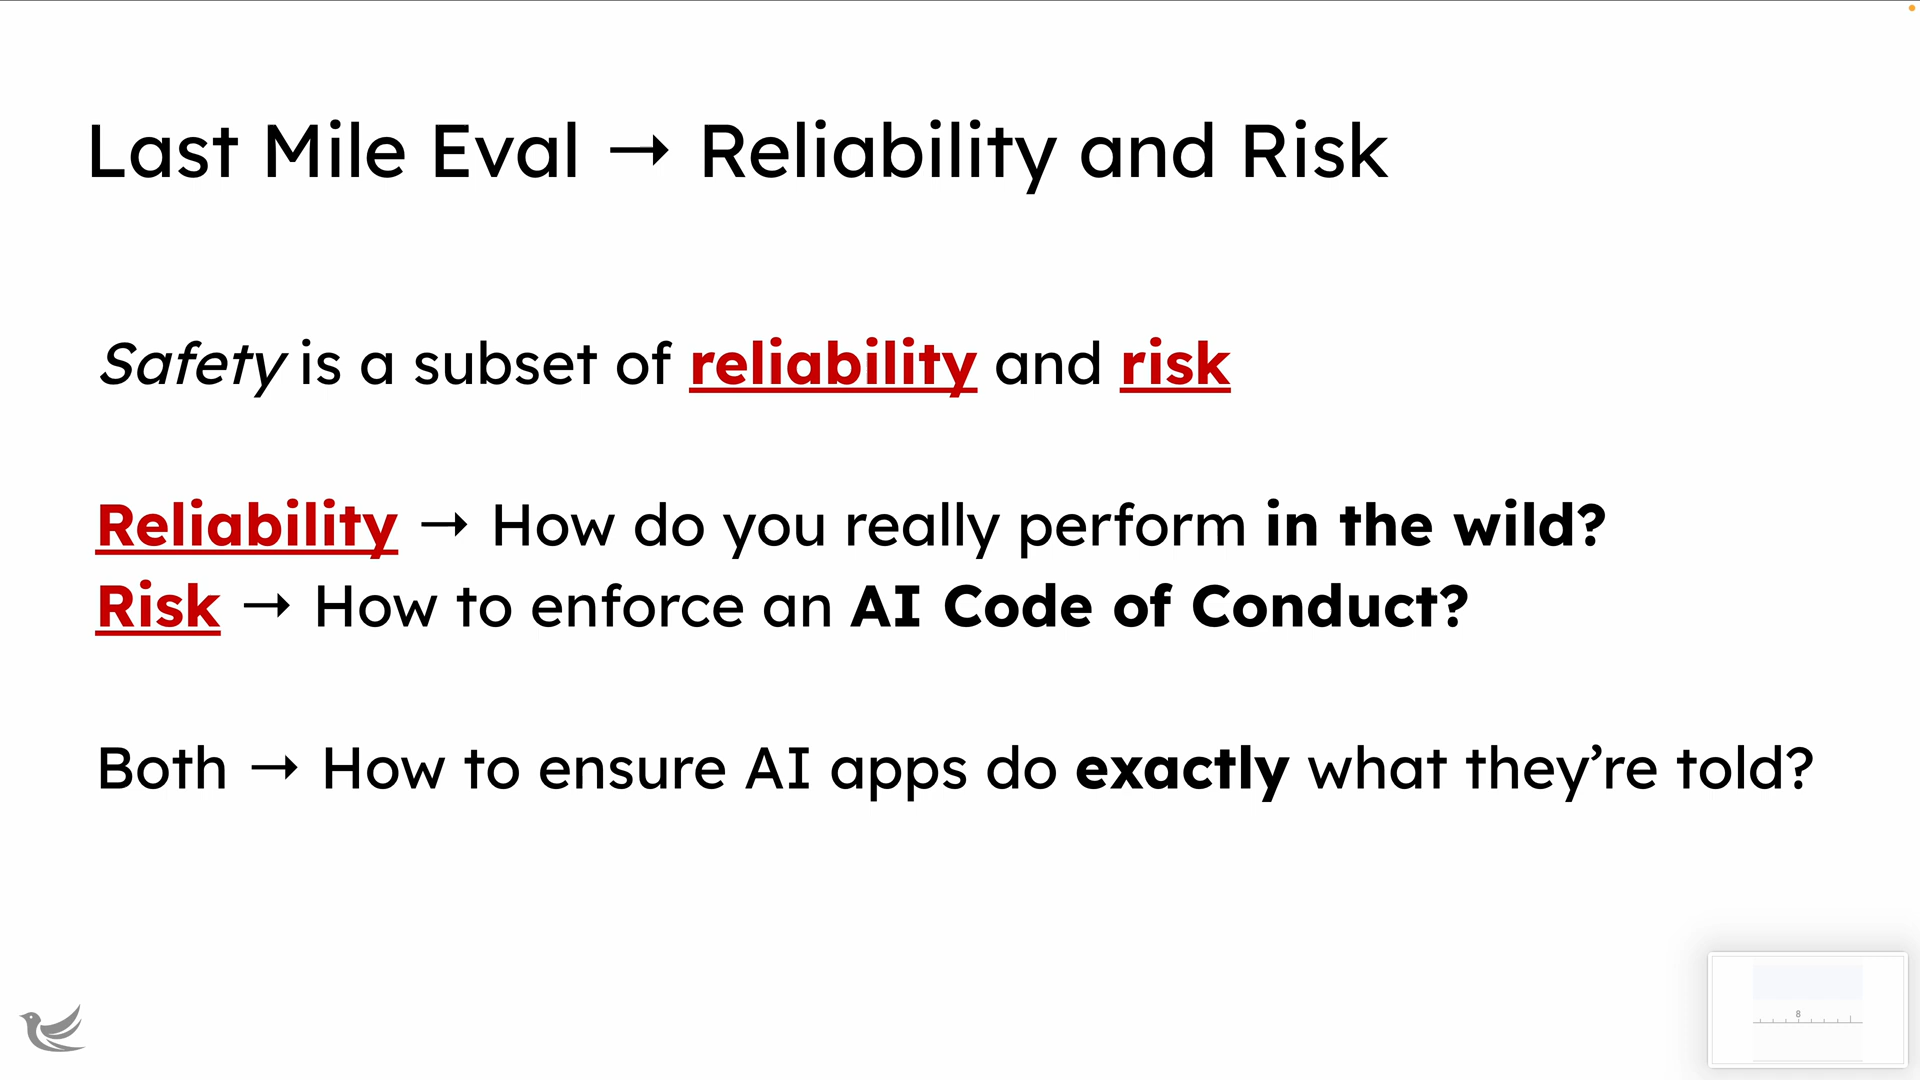 Last Mile Eval → Reliability and Risk
Safety is a subset of reliability and risk
Reliability → How do you really perform in the wild?
Risk → How to enforce an AI Code of Conduct?
Both → How to ensure AI apps do exactly what they’re told?
8